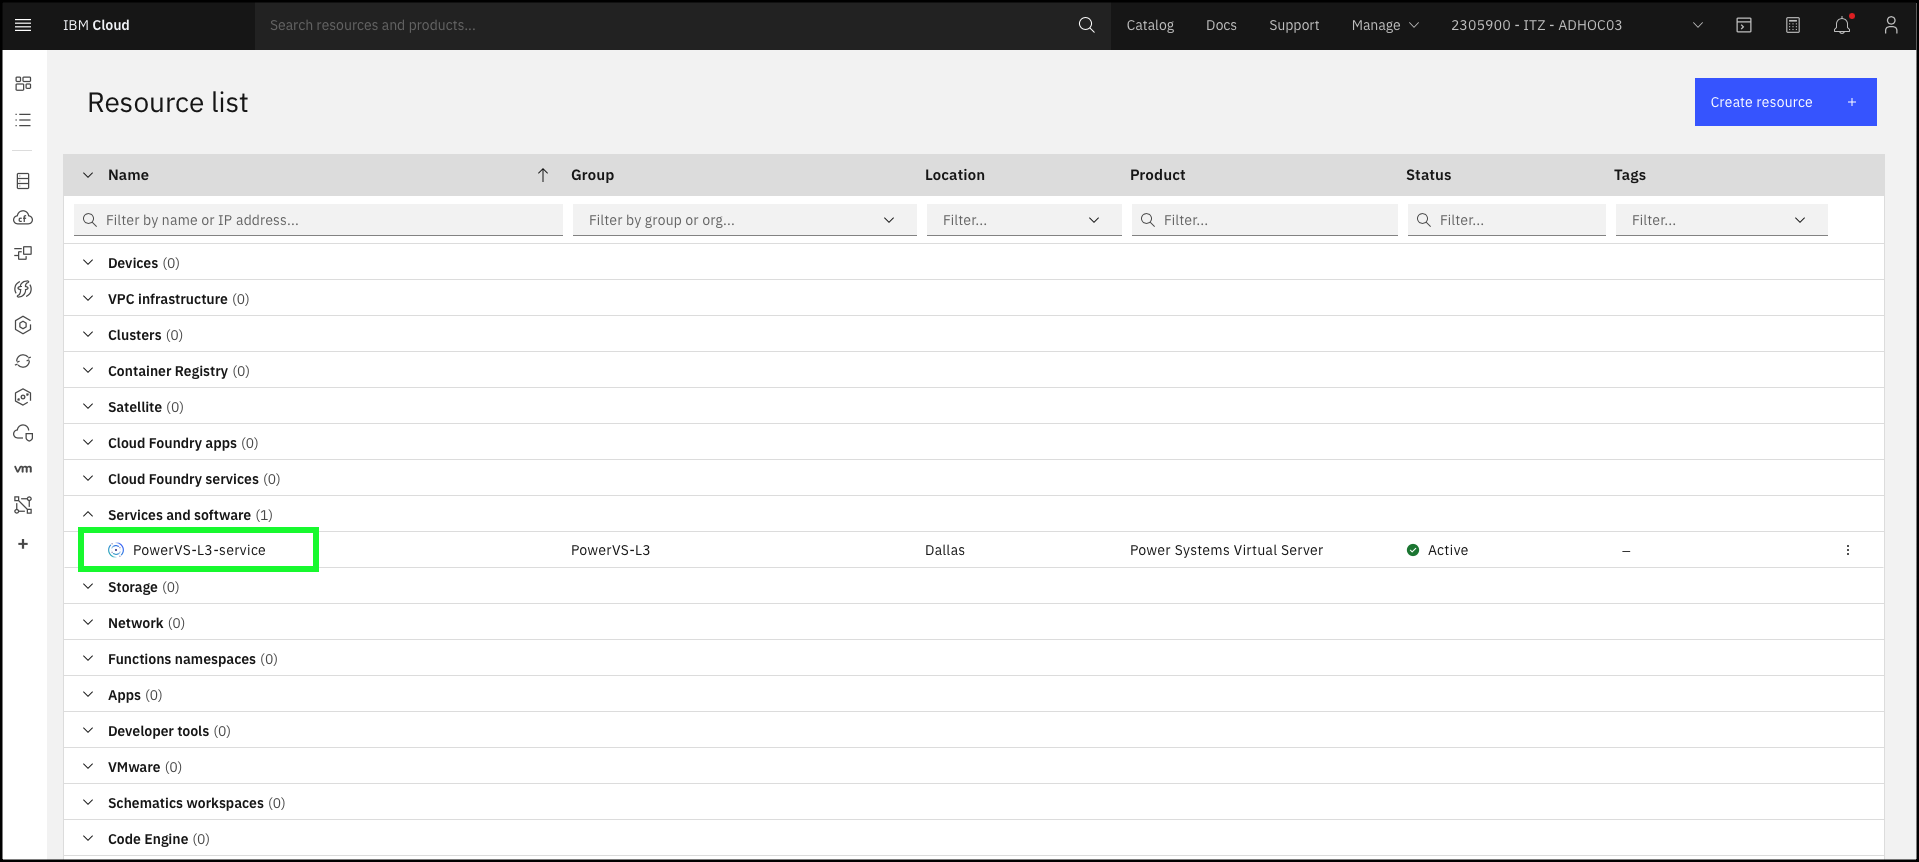 IBM Cloud
Search resources and products...
Catalog
Docs
Support
Manage
2305900 - ITZ - ADHOC03
Resource list
Create resource +
Name
Group
Location
Product
Status
Tags
Filter by name or IP address...
Filter by group or org...
Filter...
Filter...
Filter...
Filter...
Devices (0)
VPC infrastructure (0)
Clusters (0)
Container Registry (0)
Satellite (0)
Cloud Foundry apps (0)
Cloud Foundry services (0)
Services and software (1)
PowerVS-L3-service
PowerVS-L3
Dallas
Power Systems Virtual Server
Active
–
Storage (0)
Network (0)
Functions namespaces (0)
Apps (0)
Developer tools (0)
VMware (0)
Schematics workspaces (0)
Code Engine (0)
cf
vm
+